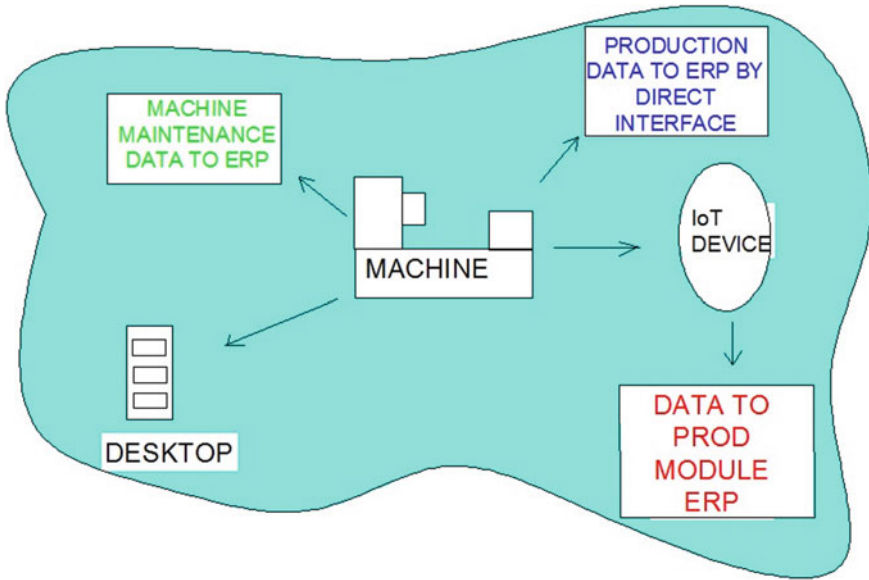 PRODUCTION
DATA TO ERP BY
DIRECT
INTERFACE
MACHINE
MAINTENANCE
DATA TO ERP
IoT
DEVICE
MACHINE
DESKTOP
DATA TO
PROD
MODULE
ERP